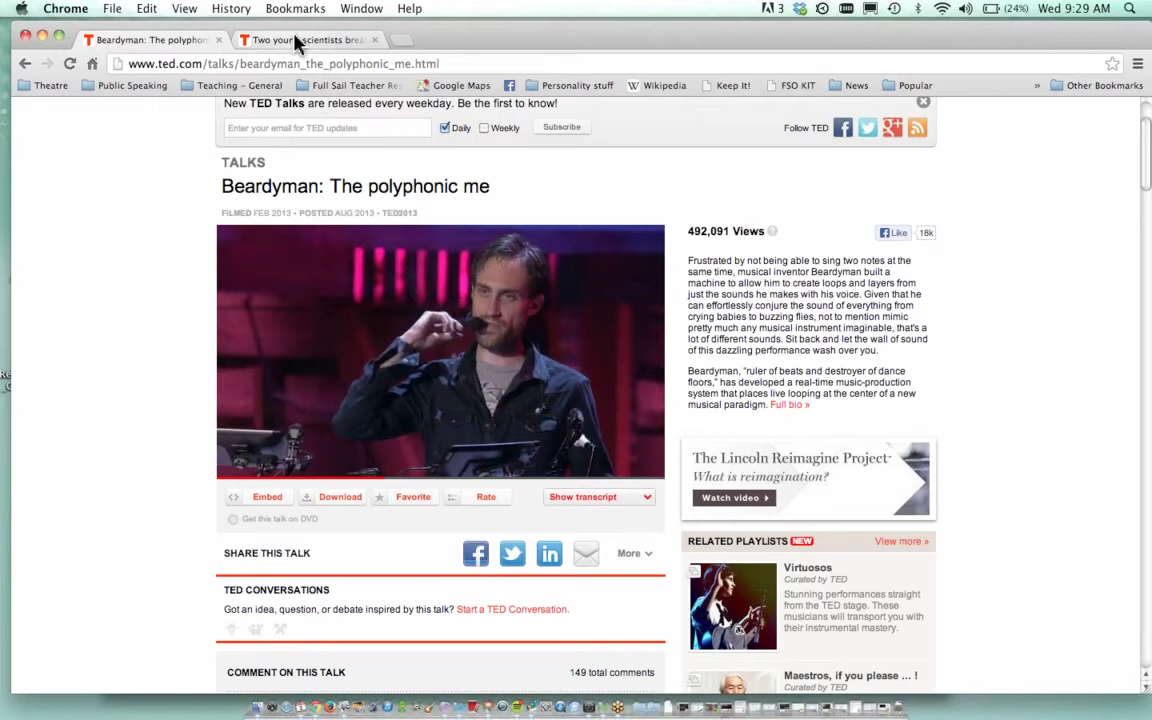 Chrome File Edit View History Bookmarks Window Help 3 (24%) Wed 9:29 AM
Beardyman: The polyphon × Two your scientists brea ×
www.ted.com/talks/beardyman_the_polyphonic_me.html
Theatre Public Speaking Teaching - General Full Sail Teacher Re Google Maps Personality stuff Wikipedia Keep It! FSO KIT News Popular » Other Bookmarks
New TED Talks are released every weekday. Be the first to know!
Enter your email for TED updates Daily Weekly Subscribe Follow TED
TALKS
Beardyman: The polyphonic me
FILMED FEB 2013 • POSTED AUG 2013 • TED2013
492,091 Views Like 18k
Frustrated by not being able to sing two notes at the
same time, musical inventor Beardyman built a
machine to allow him to create loops and layers from
just the sounds he makes with his voice. Given that he
can effortlessly conjure the sound of everything from
crying babies to buzzing flies, not to mention mimic
pretty much any musical instrument imaginable, that's a
lot of different sounds. Sit back and let the wall of sound
of this dazzling performance wash over you.
Beardyman, "ruler of beats and destroyer of dance
floors," has developed a real-time music-production
system that places live looping at the center of a new
musical paradigm. Full bio »
The Lincoln Reimagine Project
What is reimagination?
Watch video
Embed Download Favorite Rate Show transcript
Get this talk on DVD
SHARE THIS TALK More
RELATED PLAYLISTS NEW View more »
Virtuosos
Curated by TED
Stunning performances straight
from the TED stage. These
musicians will transport you with
their instrumental mastery.
TED CONVERSATIONS
Got an idea, question, or debate inspired by this talk? Start a TED Conversation.
COMMENT ON THIS TALK 149 total comments
Maestros, if you please ... !
Curated by TED